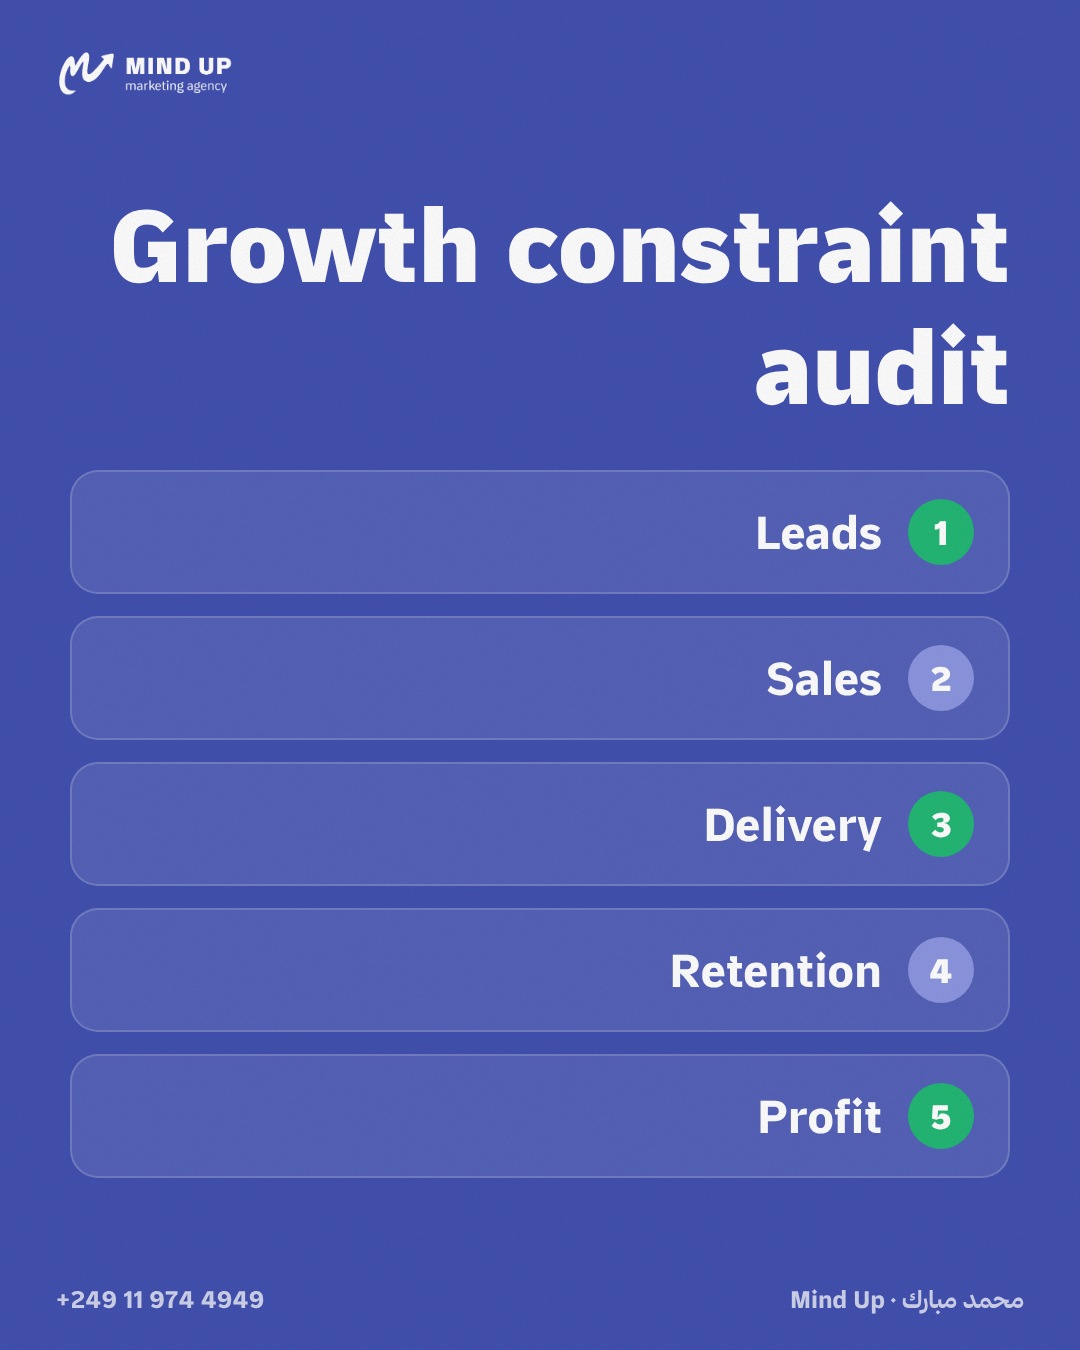 MIND UP
marketing agency
Growth constraint
audit
Leads 1
Sales 2
Delivery 3
Retention 4
Profit 5
+249 11 974 4949
Mind Up · محمد مبارك